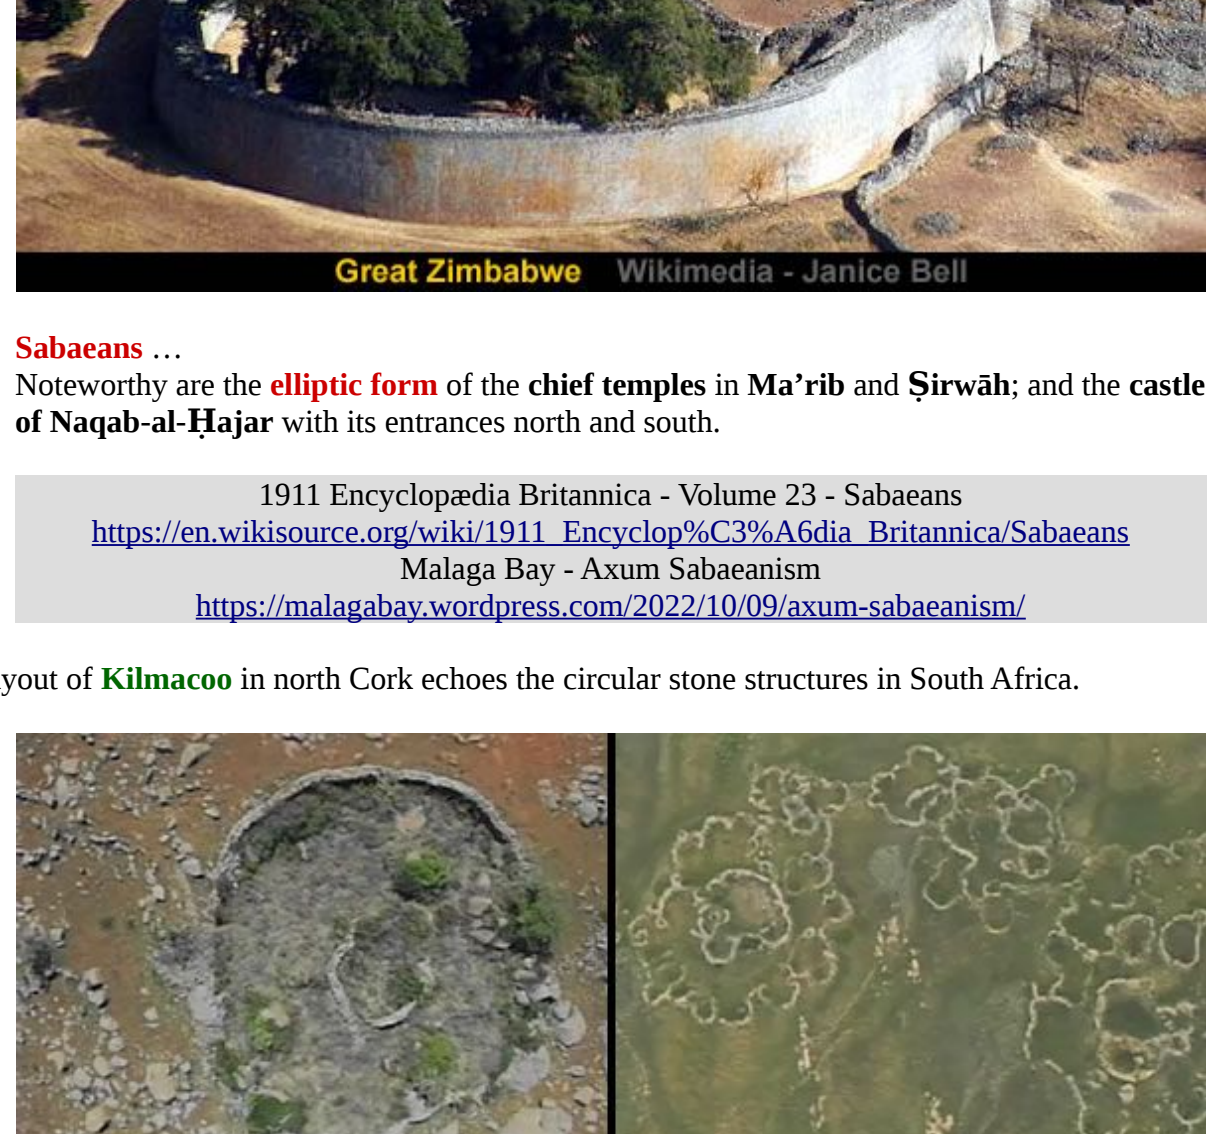 Great Zimbabwe Wikimedia - Janice Bell
Sabaeans …
Noteworthy are the elliptic form of the chief temples in Ma’rib and Ṣirwāh; and the castle
of Naqab-al-Ḥajar with its entrances north and south.
1911 Encyclopædia Britannica - Volume 23 - Sabaeans
https://en.wikisource.org/wiki/1911_Encyclop%C3%A6dia_Britannica/Sabaeans
Malaga Bay - Axum Sabaeanism
https://malagabay.wordpress.com/2022/10/09/axum-sabaeanism/
yout of Kilmacoo in north Cork echoes the circular stone structures in South Africa.